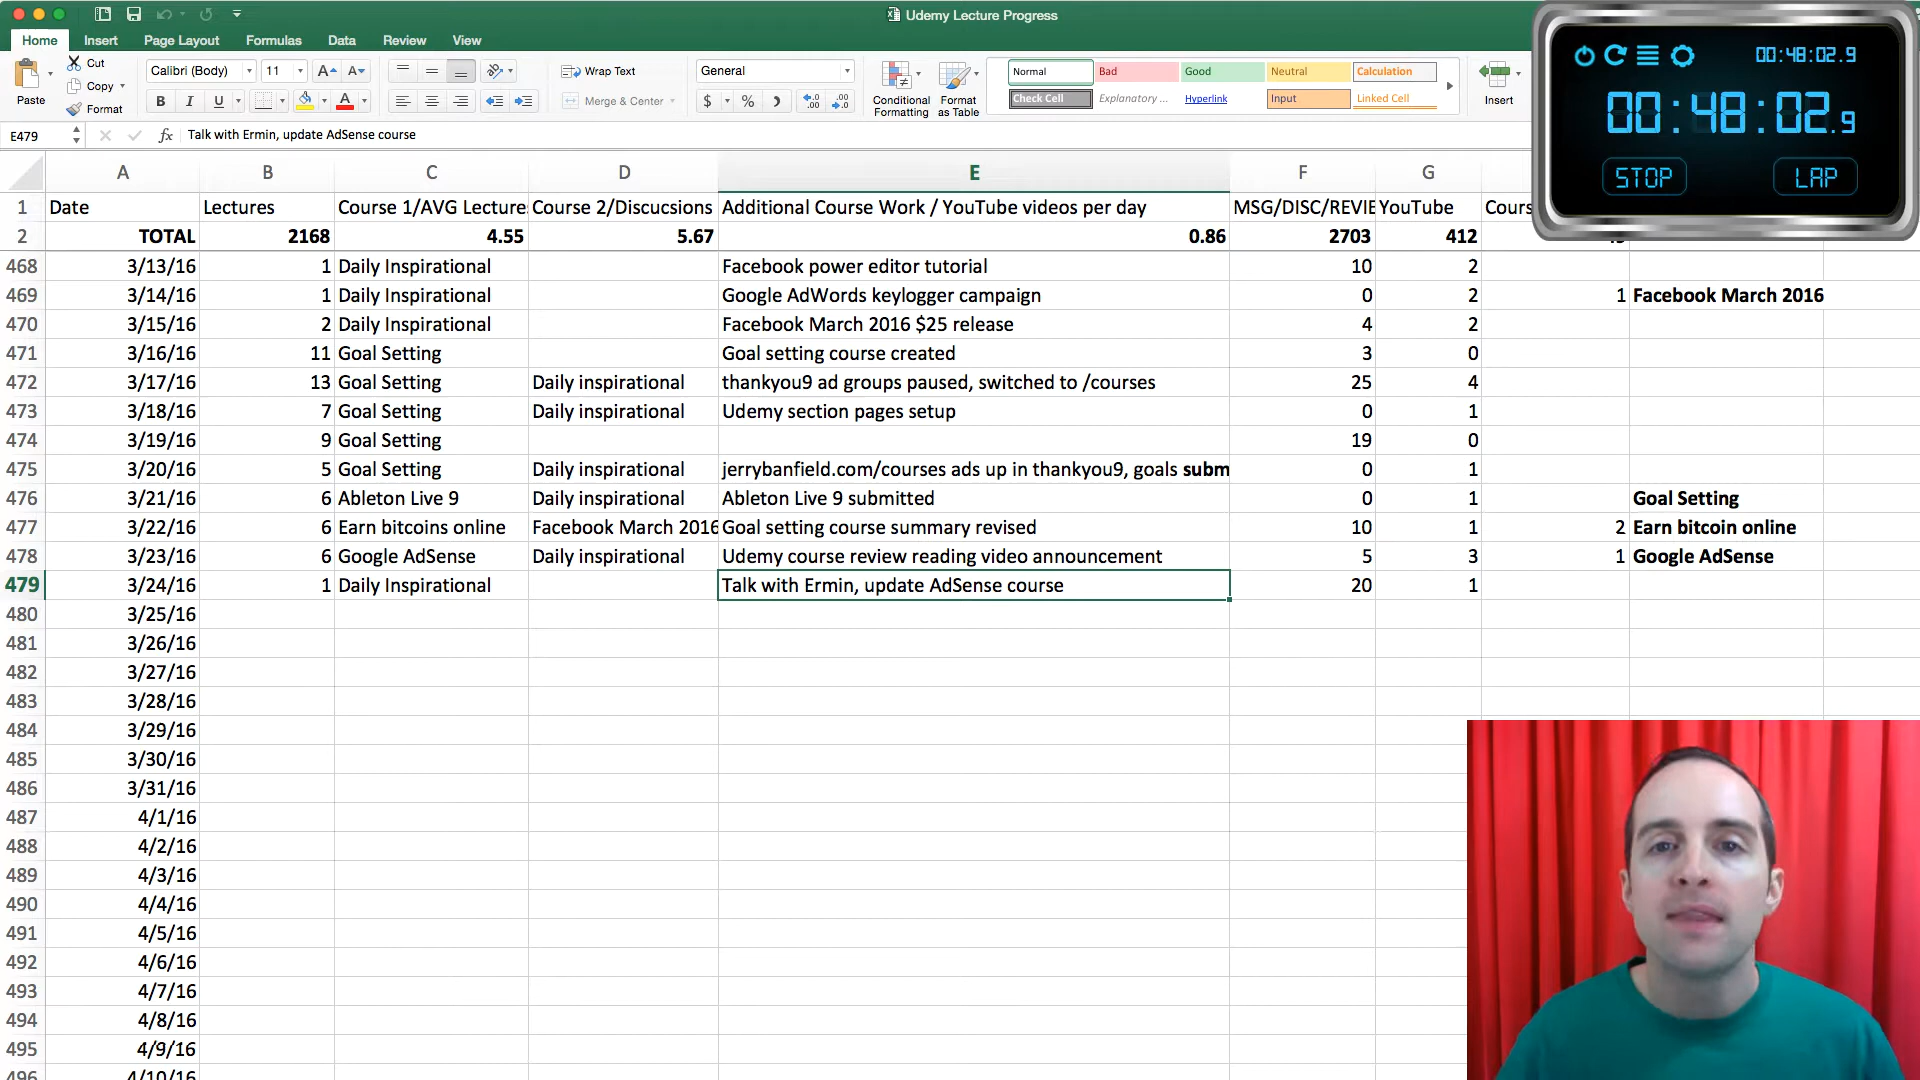 Udemy Lecture Progress
Home Insert Page Layout Formulas Data Review View
Paste Cut Copy Format
Calibri (Body) 11 A A
B I U A
Wrap Text
Merge & Center
General
$ %
Conditional Formatting
Format as Table
Normal Bad Good Neutral Calculation
Check Cell Explanatory ... Hyperlink Input Linked Cell
Insert
00:48:02.9
00:48:02.9
STOP LAP
E479 fx Talk with Ermin, update AdSense course
A B C D E F G
1 Date Lectures Course 1/AVG Lecture Course 2/Discucsions Additional Course Work / YouTube videos per day MSG/DISC/REVIE YouTube Cours
2 TOTAL 2168 4.55 5.67 0.86 2703 412
468 3/13/16 1 Daily Inspirational Facebook power editor tutorial 10 2
469 3/14/16 1 Daily Inspirational Google AdWords keylogger campaign 0 2 1 Facebook March 2016
470 3/15/16 2 Daily Inspirational Facebook March 2016 $25 release 4 2
471 3/16/16 11 Goal Setting Goal setting course created 3 0
472 3/17/16 13 Goal Setting Daily inspirational thankyou9 ad groups paused, switched to /courses 25 4
473 3/18/16 7 Goal Setting Daily inspirational Udemy section pages setup 0 1
474 3/19/16 9 Goal Setting 19 0
475 3/20/16 5 Goal Setting Daily inspirational jerrybanfield.com/courses ads up in thankyou9, goals subm 0 1
476 3/21/16 6 Ableton Live 9 Daily inspirational Ableton Live 9 submitted 0 1 Goal Setting
477 3/22/16 6 Earn bitcoins online Facebook March 2016 Goal setting course summary revised 10 1 2 Earn bitcoin online
478 3/23/16 6 Google AdSense Daily inspirational Udemy course review reading video announcement 5 3 1 Google AdSense
479 3/24/16 1 Daily Inspirational Talk with Ermin, update AdSense course 20 1
480 3/25/16
481 3/26/16
482 3/27/16
483 3/28/16
484 3/29/16
485 3/30/16
486 3/31/16
487 4/1/16
488 4/2/16
489 4/3/16
490 4/4/16
491 4/5/16
492 4/6/16
493 4/7/16
494 4/8/16
495 4/9/16
496 4/10/16